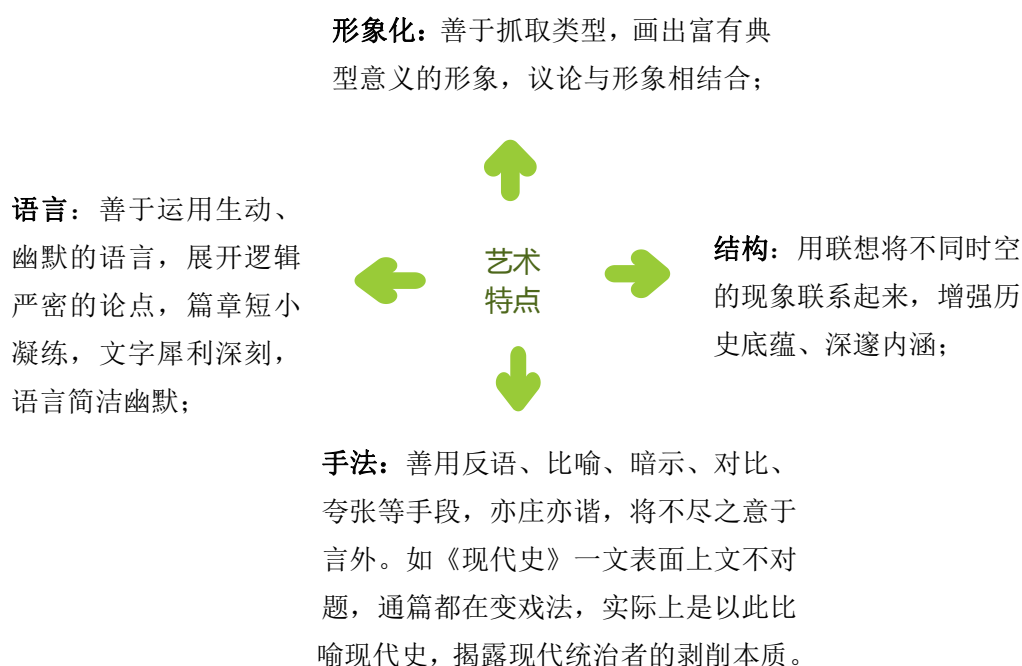 形象化：善于抓取类型，画出富有典
型意义的形象，议论与形象相结合；
语言：善于运用生动、
幽默的语言，展开逻辑
严密的论点，篇章短小
凝练，文字犀利深刻，
语言简洁幽默；
艺术
特点
结构：用联想将不同时空
的现象联系起来，增强历
史底蕴、深邃内涵；
手法：善用反语、比喻、暗示、对比、
夸张等手段，亦庄亦谐，将不尽之意于
言外。如《现代史》一文表面上文不对
题，通篇都在变戏法，实际上是以此比
喻现代史，揭露现代统治者的剥削本质。